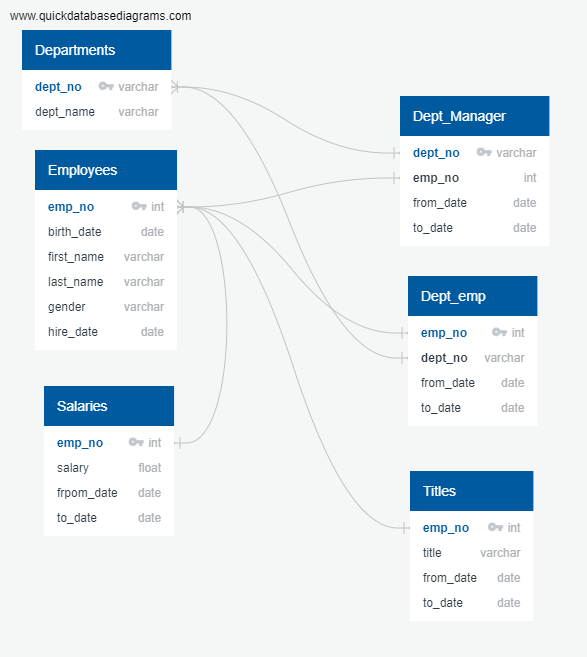 www.quickdatabasediagrams.com
Departments
dept_no varchar
dept_name varchar
Employees
emp_no int
birth_date date
first_name varchar
last_name varchar
gender varchar
hire_date date
Salaries
emp_no int
salary float
frpom_date date
to_date date
Dept_Manager
dept_no varchar
emp_no int
from_date date
to_date date
Dept_emp
emp_no int
dept_no varchar
from_date date
to_date date
Titles
emp_no int
title varchar
from_date date
to_date date